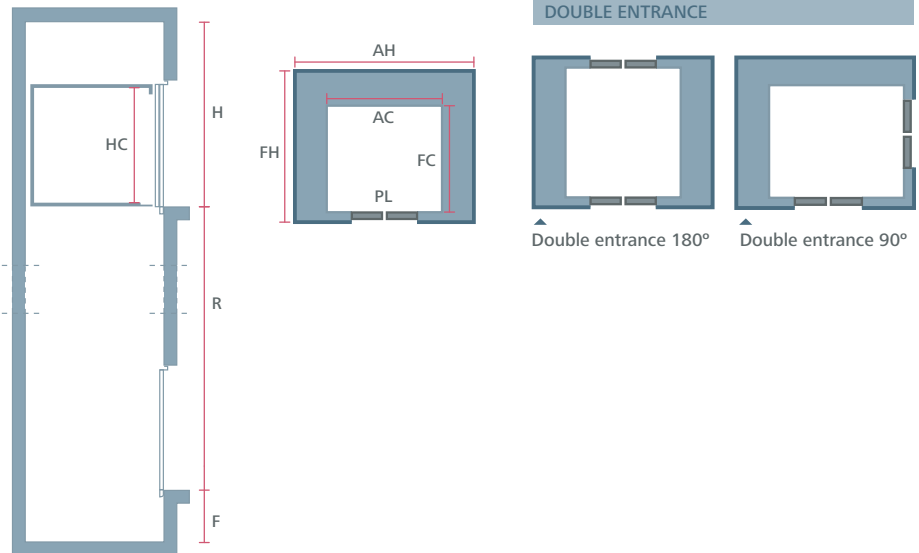 DOUBLE ENTRANCE
AH
H
HC
AC
FH
FC
PL
Double entrance 180º
Double entrance 90º
R
F